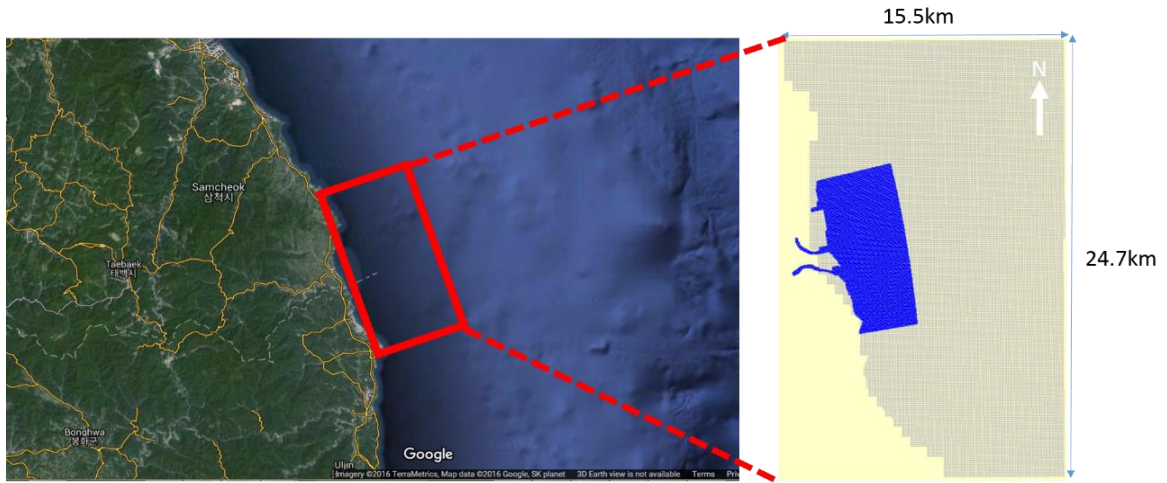 15.5km
N
Samcheok
삼척시
Taebaek
태백시
24.7km
Bonghwa
봉화군
Google
Uljin
Imagery ©2016 TerraMetrics, Map data ©2016 Google, SK planet 3D Earth view is not available Terms